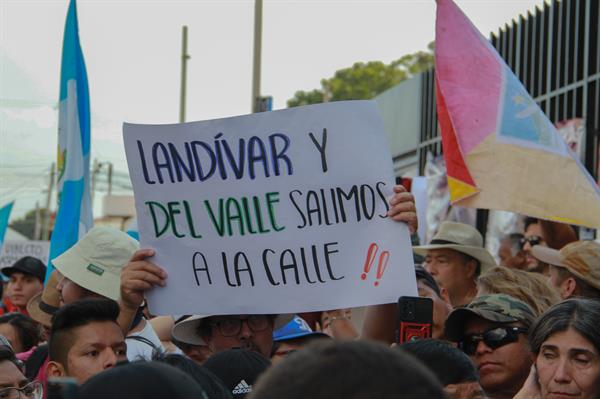 LANDÍVAR Y
DEL VALLE SALIMOS
A LA CALLE !!
adidas